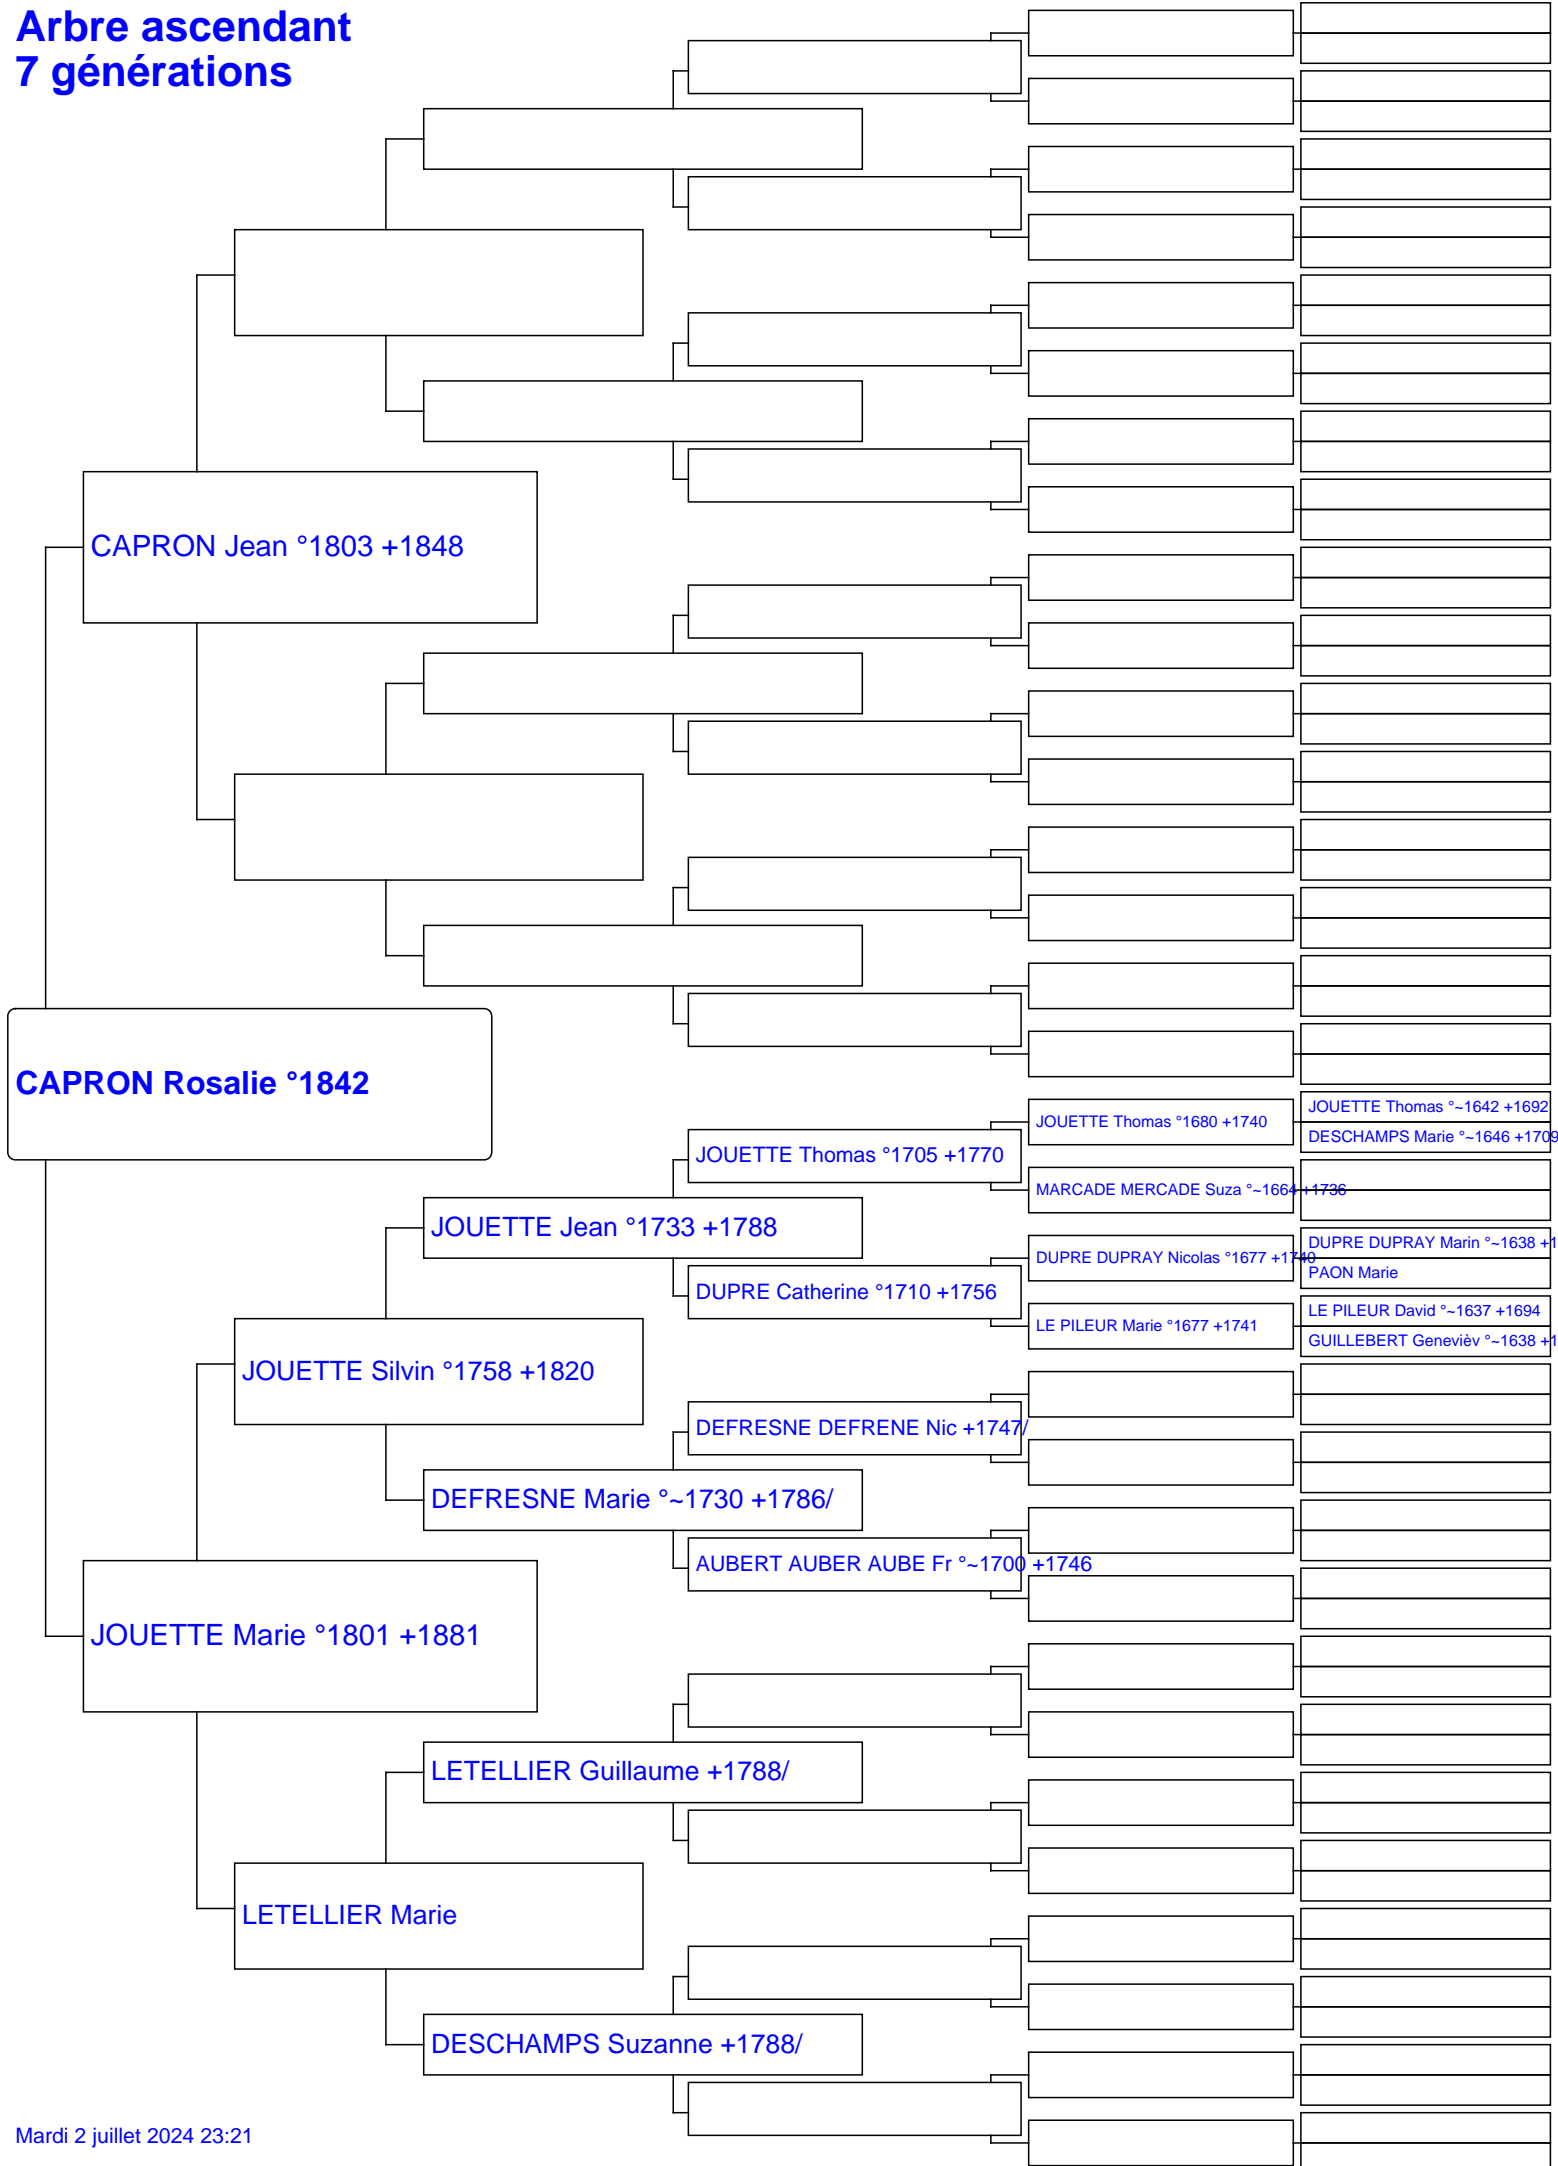 Arbre ascendant
7 générations
CAPRON Jean °1803 +1848
CAPRON Rosalie °1842
JOUETTE Thomas °~1642 +1692
JOUETTE Thomas °1680 +1740
DESCHAMPS Marie °~1646 +1709
JOUETTE Thomas °1705 +1770
MARCADE MERCADE Suza °~1664 +1736
JOUETTE Jean °1733 +1788
DUPRE DUPRAY Marin °~1638 +1
DUPRE DUPRAY Nicolas °1677 +1740
PAON Marie
DUPRE Catherine °1710 +1756
LE PILEUR David °~1637 +1694
LE PILEUR Marie °1677 +1741
GUILLEBERT Genevièv °~1638 +1
JOUETTE Silvin °1758 +1820
DEFRESNE DEFRENE Nic +1747/
DEFRESNE Marie °~1730 +1786/
AUBERT AUBER AUBE Fr °~1700 +1746
JOUETTE Marie °1801 +1881
LETELLIER Guillaume +1788/
LETELLIER Marie
DESCHAMPS Suzanne +1788/
Mardi 2 juillet 2024 23:21